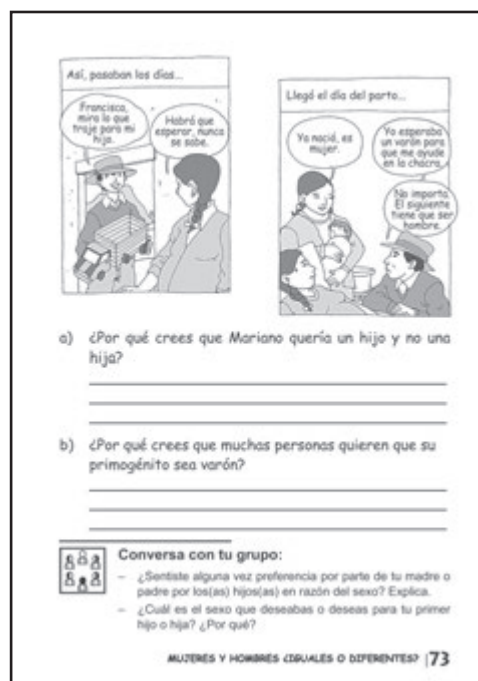 Así, pasaban los días...
Francisca,
mira lo que
traje para mi
hijo.
Habrá que
esperar, nunca
se sabe.
Llegó el día del parto...
Ya nació, es
mujer.
Yo esperaba
un varón para
que me ayude
en la chacra.
No importa.
El siguiente
tiene que ser
hombre.
a) ¿Por qué crees que Mariano quería un hijo y no una
hija?
b) ¿Por qué crees que muchas personas quieren que su
primogénito sea varón?
Conversa con tu grupo:
– ¿Sentiste alguna vez preferencia por parte de tu madre o
padre por los(as) hijos(as) en razón del sexo? Explica.
– ¿Cuál es el sexo que deseabas o deseas para tu primer
hijo o hija? ¿Por qué?
MUJERES Y HOMBRES ¿IGUALES O DIFERENTES? |73